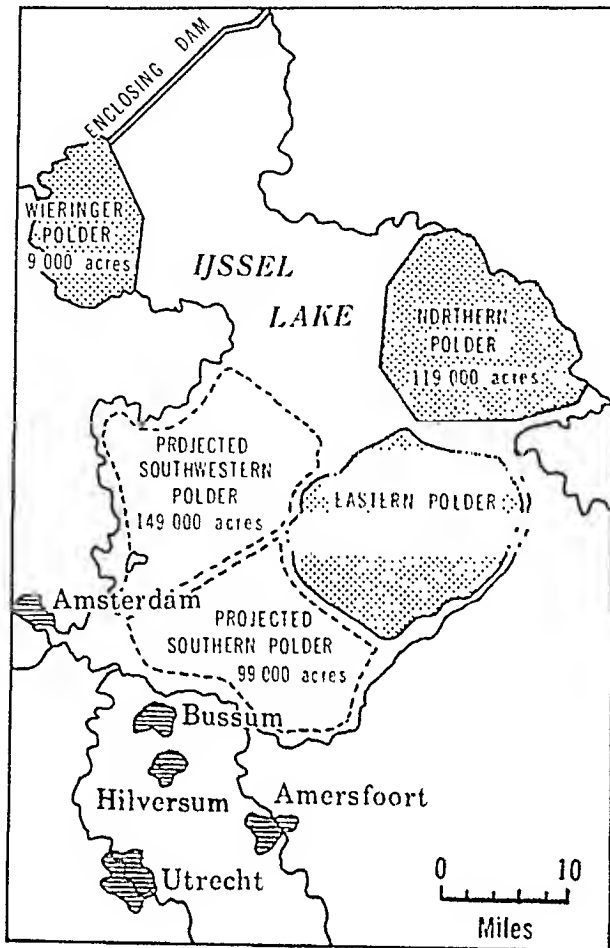 ENCLOSING DAM
WIERINGER
POLDER
9 000 acres
IJSSEL
LAKE
NORTHERN
POLDER
119 000 acres
PROJECTED
SOUTHWESTERN
POLDER
149 000 acres
EASTERN POLDER
Amsterdam
PROJECTED
SOUTHERN POLDER
99 000 acres
Bussum
Hilversum
Amersfoort
Utrecht
0 10
Miles